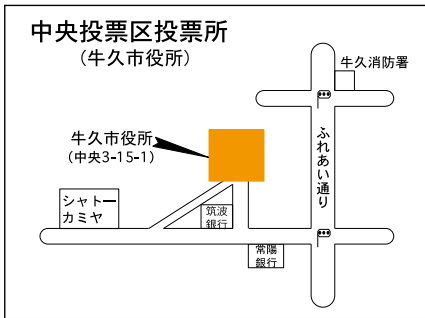 中央投票区投票所
(牛久市役所)
牛久消防署
牛久市役所
(中央3-15-1)
ふれあい通り
シャトー
カミヤ
筑波
銀行
常陽
銀行